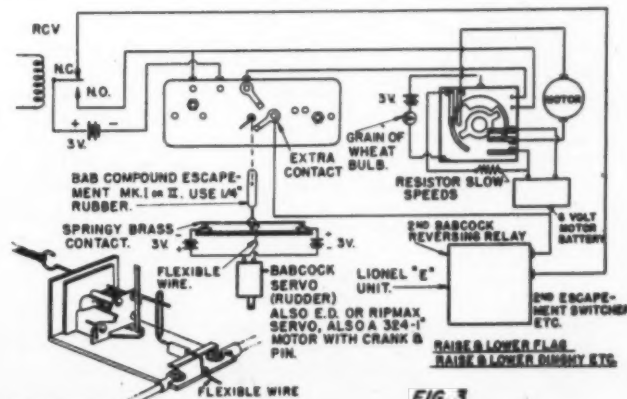 RCV
N.C.
N.O.
+ -
3V.
EXTRA
CONTACT
3V.
GRAIN OF
WHEAT
BULB.
MOTOR
RESISTOR SLOW
SPEEDS
6 VOLT
MOTOR
BATTERY
BAB COMPOUND ESCAPE-
MENT MK. I OR II. USE 1/4"
RUBBER.
SPRINGY BRASS
CONTACT.
3V. +
-
+ 3V.
-
FLEXIBLE
WIRE.
BABCOCK
SERVO
(RUDDER)
ALSO E.D. OR RIPMAX
SERVO, ALSO A 324-1"
MOTOR WITH CRANK &
PIN.
2ND BABCOCK
REVERSING RELAY
LIONEL "E"
UNIT.
2ND ESCAPE-
MENT SWITCHER
ETC.
RAISE & LOWER FLAG
RAISE & LOWER DINGHY ETC.
FLEXIBLE WIRE
FIG. 3